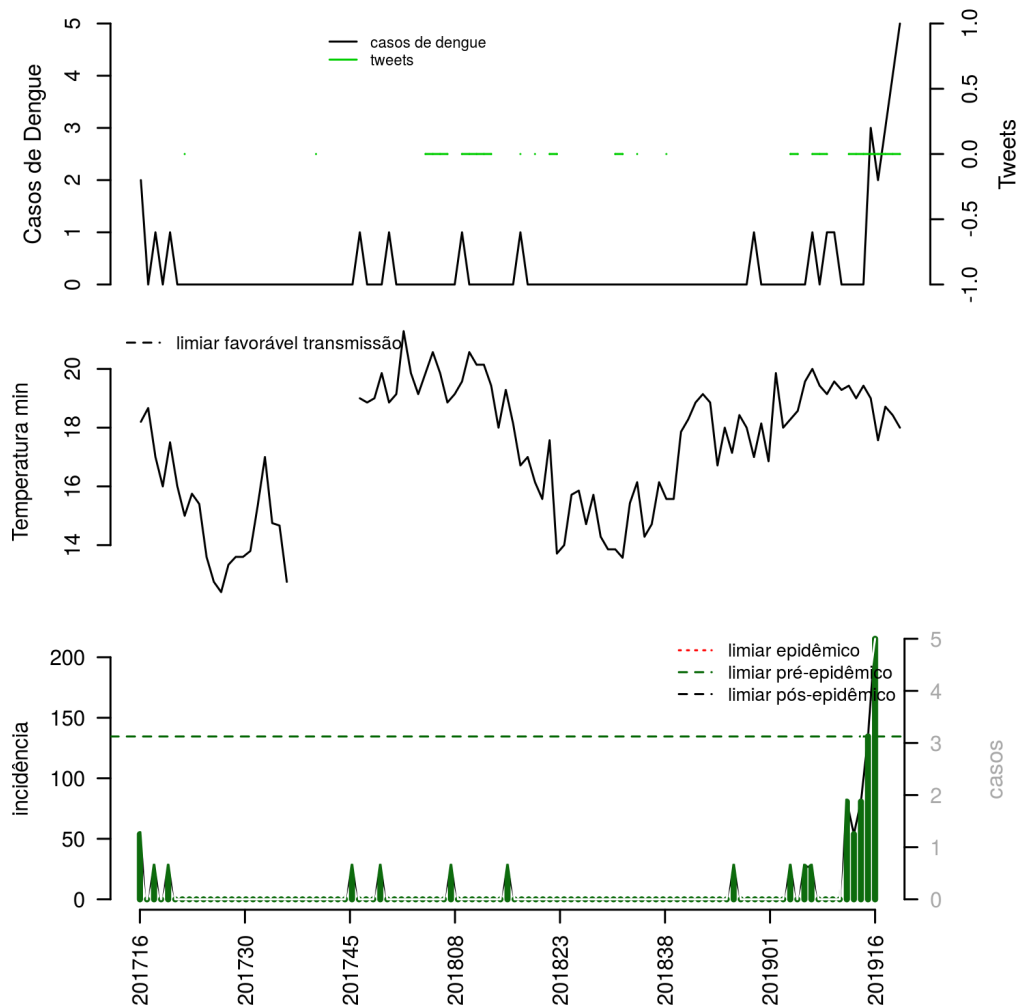 casos de dengue
tweets
Casos de Dengue
0 1 2 3 4 5
Tweets
-1.0 -0.5 0.0 0.5 1.0
limiar favorável transmissão
Temperatura min
14 16 18 20
limiar epidêmico
limiar pré-epidêmico
limiar pós-epidêmico
incidência
200
150
100
50
0
casos
5
4
3
2
1
0
201716 201730 201745 201808 201823 201838 201901 201916